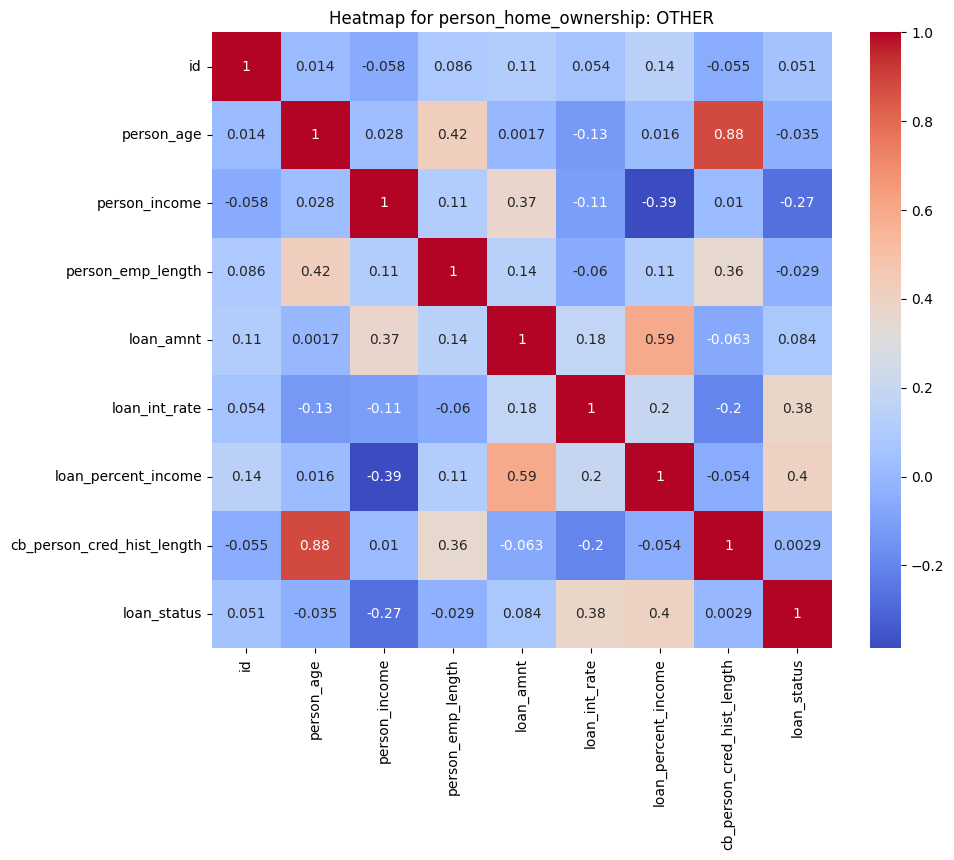 Heatmap for person_home_ownership: OTHER
id 1 0.014 -0.058 0.086 0.11 0.054 0.14 -0.055 0.051
person_age 0.014 1 0.028 0.42 0.0017 -0.13 0.016 0.88 -0.035
person_income -0.058 0.028 1 0.11 0.37 -0.11 -0.39 0.01 -0.27
person_emp_length 0.086 0.42 0.11 1 0.14 -0.06 0.11 0.36 -0.029
loan_amnt 0.11 0.0017 0.37 0.14 1 0.18 0.59 -0.063 0.084
loan_int_rate 0.054 -0.13 -0.11 -0.06 0.18 1 0.2 -0.2 0.38
loan_percent_income 0.14 0.016 -0.39 0.11 0.59 0.2 1 -0.054 0.4
cb_person_cred_hist_length -0.055 0.88 0.01 0.36 -0.063 -0.2 -0.054 1 0.0029
loan_status 0.051 -0.035 -0.27 -0.029 0.084 0.38 0.4 0.0029 1
id
person_age
person_income
person_emp_length
loan_amnt
loan_int_rate
loan_percent_income
cb_person_cred_hist_length
loan_status
1.0
0.8
0.6
0.4
0.2
0.0
−0.2